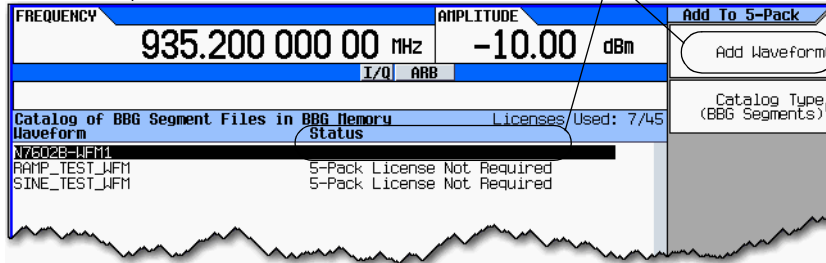 FREQUENCY
AMPLITUDE
935.200 000 00 MHz
-10.00 dBm
I/Q ARB
Catalog of BBG Segment Files in BBG Memory Licenses Used: 7/45
Waveform Status
N7602B-WFM1
RAMP_TEST_WFM 5-Pack License Not Required
SINE_TEST_WFM 5-Pack License Not Required
Add To 5-Pack
Add Waveform
Catalog Type
(BBG Segments)